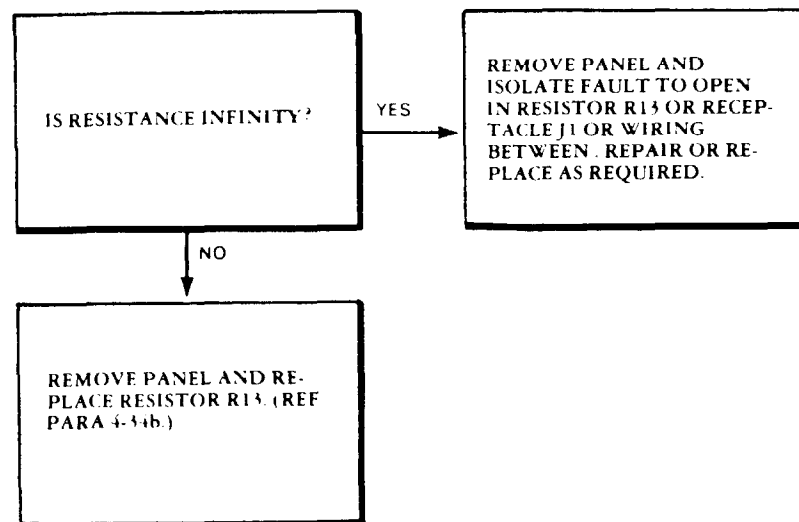 IS RESISTANCE INFINITY?
YES
REMOVE PANEL AND
ISOLATE FAULT TO OPEN
IN RESISTOR R13 OR RECEP-
TACLE J1 OR WIRING
BETWEEN. REPAIR OR RE-
PLACE AS REQUIRED.
NO
REMOVE PANEL AND RE-
PLACE RESISTOR R13. (REF
PARA 4-34b.)